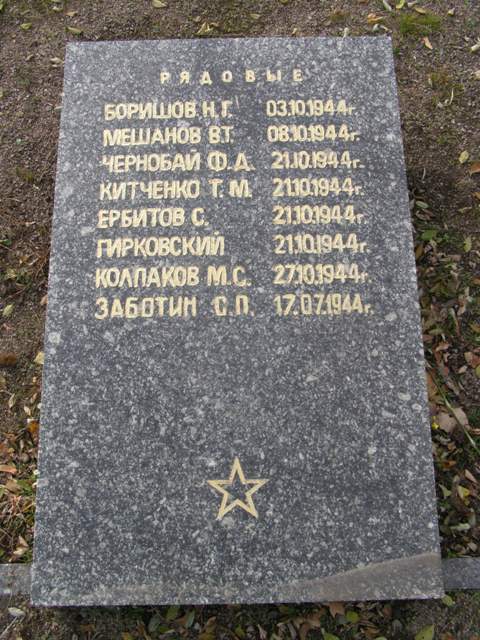 РЯДОВЫЕ
БОРИШОВ Н.Г. 03.10.1944г.
МЕШАНОВ В.Т. 08.10.1944г.
ЧЕРНОБАЙ Ф.Д. 21.10.1944г.
КИТЧЕНКО Т.М. 21.10.1944г.
ЕРБИТОВ С. 21.10.1944г.
ГИРКОВСКИЙ 21.10.1944г.
КОЛПАКОВ М.С. 27.10.1944г.
ЗАБОТИН С.П. 17.07.1944г.